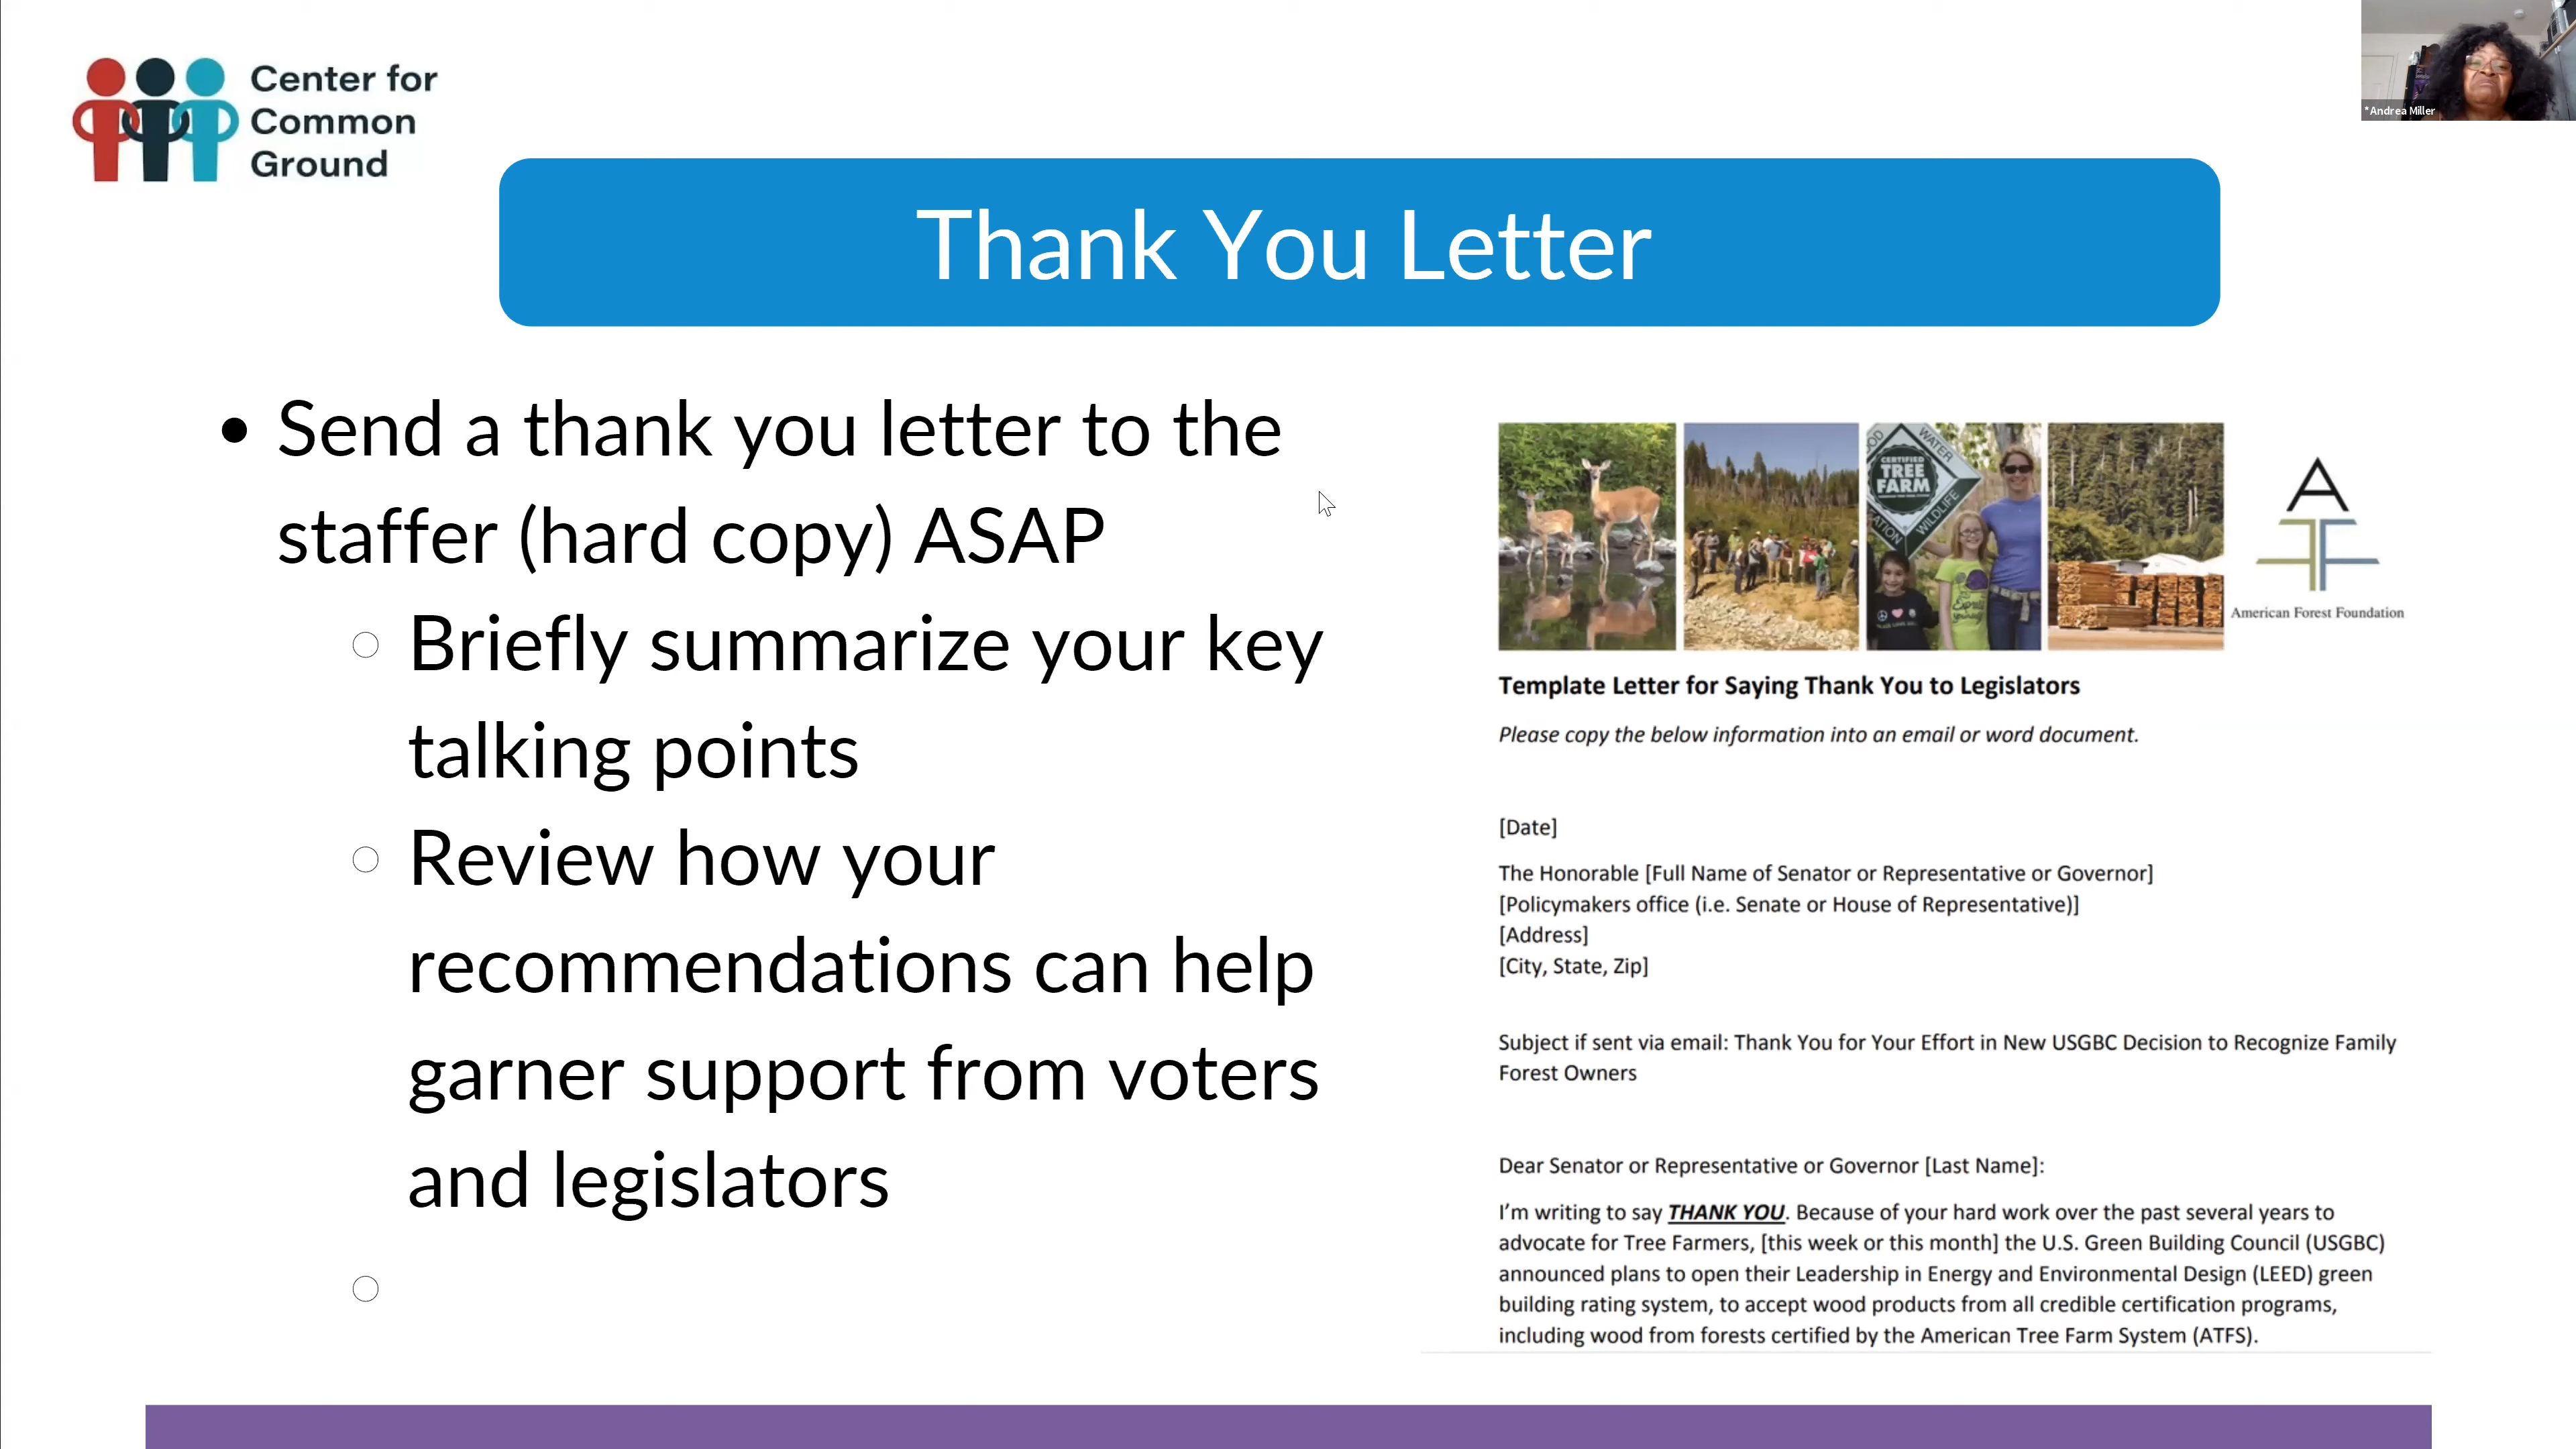 Center for
Common
Ground
*Andrea Miller
Thank You Letter
• Send a thank you letter to the
staffer (hard copy) ASAP
○ Briefly summarize your key
talking points
○ Review how your
recommendations can help
garner support from voters
and legislators
○
WATER
CERTIFIED
TREE
FARM
WILDLIFE
AFF
American Forest Foundation
Template Letter for Saying Thank You to Legislators
Please copy the below information into an email or word document.
[Date]
The Honorable [Full Name of Senator or Representative or Governor]
[Policymakers office (i.e. Senate or House of Representative)]
[Address]
[City, State, Zip]
Subject if sent via email: Thank You for Your Effort in New USGBC Decision to Recognize Family
Forest Owners
Dear Senator or Representative or Governor [Last Name]:
I’m writing to say THANK YOU. Because of your hard work over the past several years to
advocate for Tree Farmers, [this week or this month] the U.S. Green Building Council (USGBC)
announced plans to open their Leadership in Energy and Environmental Design (LEED) green
building rating system, to accept wood products from all credible certification programs,
including wood from forests certified by the American Tree Farm System (ATFS).